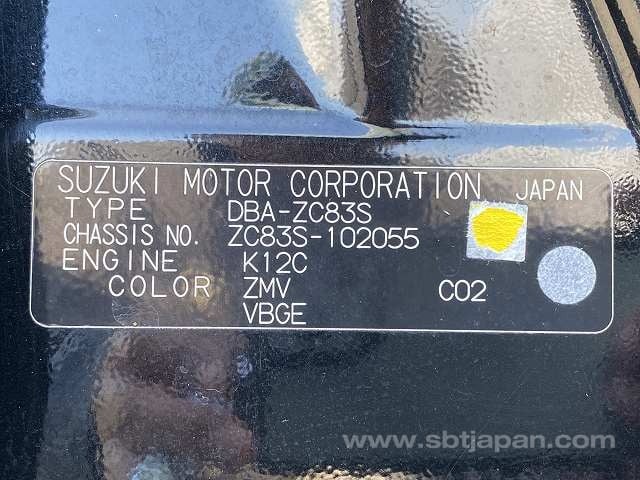 SUZUKI MOTOR CORPORATION JAPAN
TYPE DBA-ZC83S
CHASSIS NO. ZC83S-102055
ENGINE K12C
COLOR ZMV C02
VBGE
www.sbtjapan.com